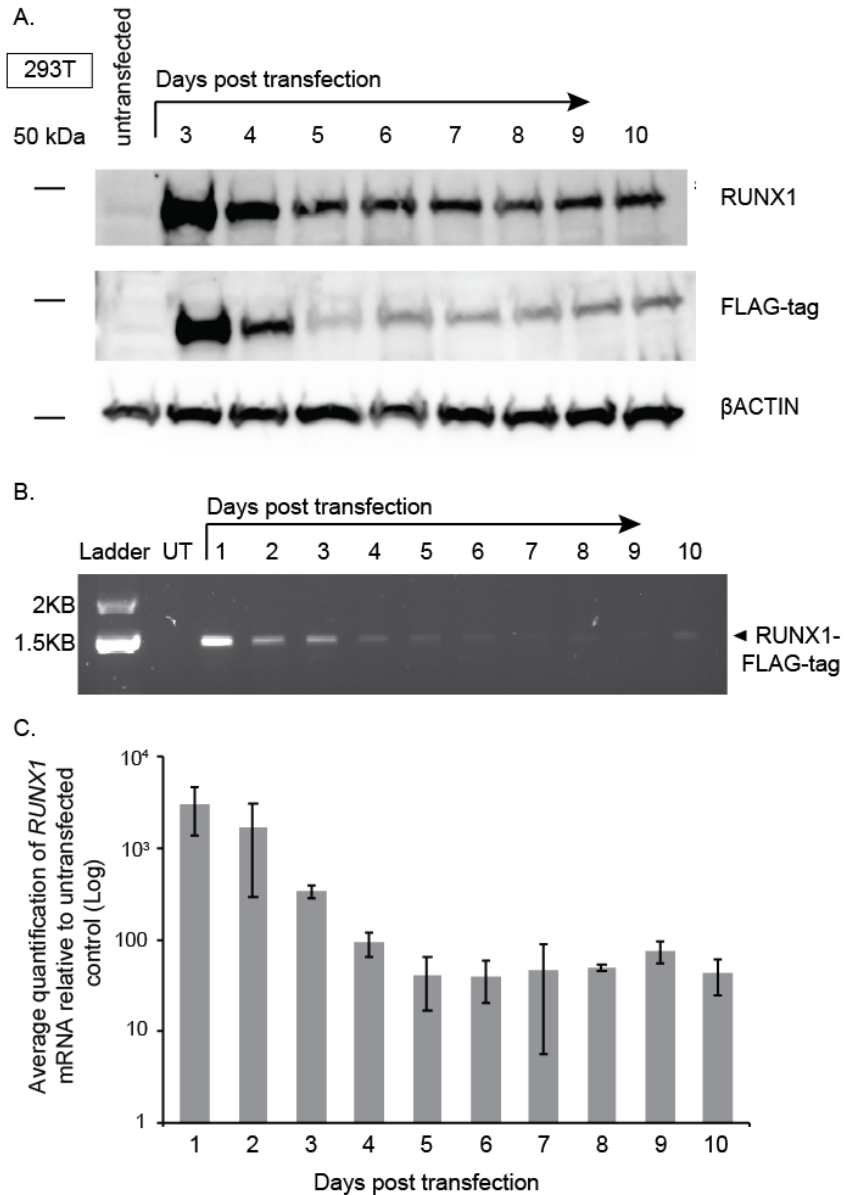 A.
293T
untransfected
Days post transfection
50 kDa
3 4 5 6 7 8 9 10
RUNX1
FLAG-tag
βACTIN
B.
Days post transfection
Ladder UT 1 2 3 4 5 6 7 8 9 10
2KB
1.5KB
◄ RUNX1-
FLAG-tag
C.
Average quantification of RUNX1
mRNA relative to untransfected
control (Log)
10⁴
10³
100
10
1
1 2 3 4 5 6 7 8 9 10
Days post transfection